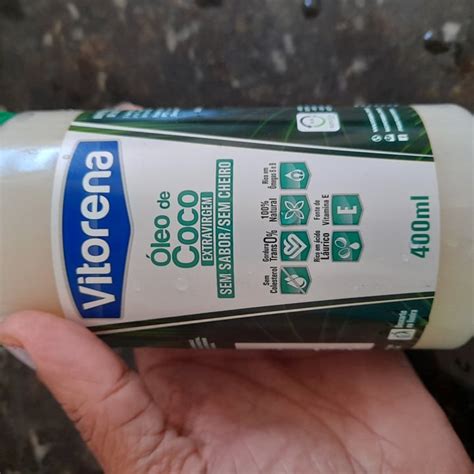 Vitorena
Óleo de
Coco
EXTRAVIRGEM
SEM SABOR/SEM CHEIRO
Sem
Colesterol
Gordura
Trans 0%
100%
Natural
Rico em
Ômega 6 e 9
Rico em ácido
Láurico
Fonte de
Vitamina E
E
400ml